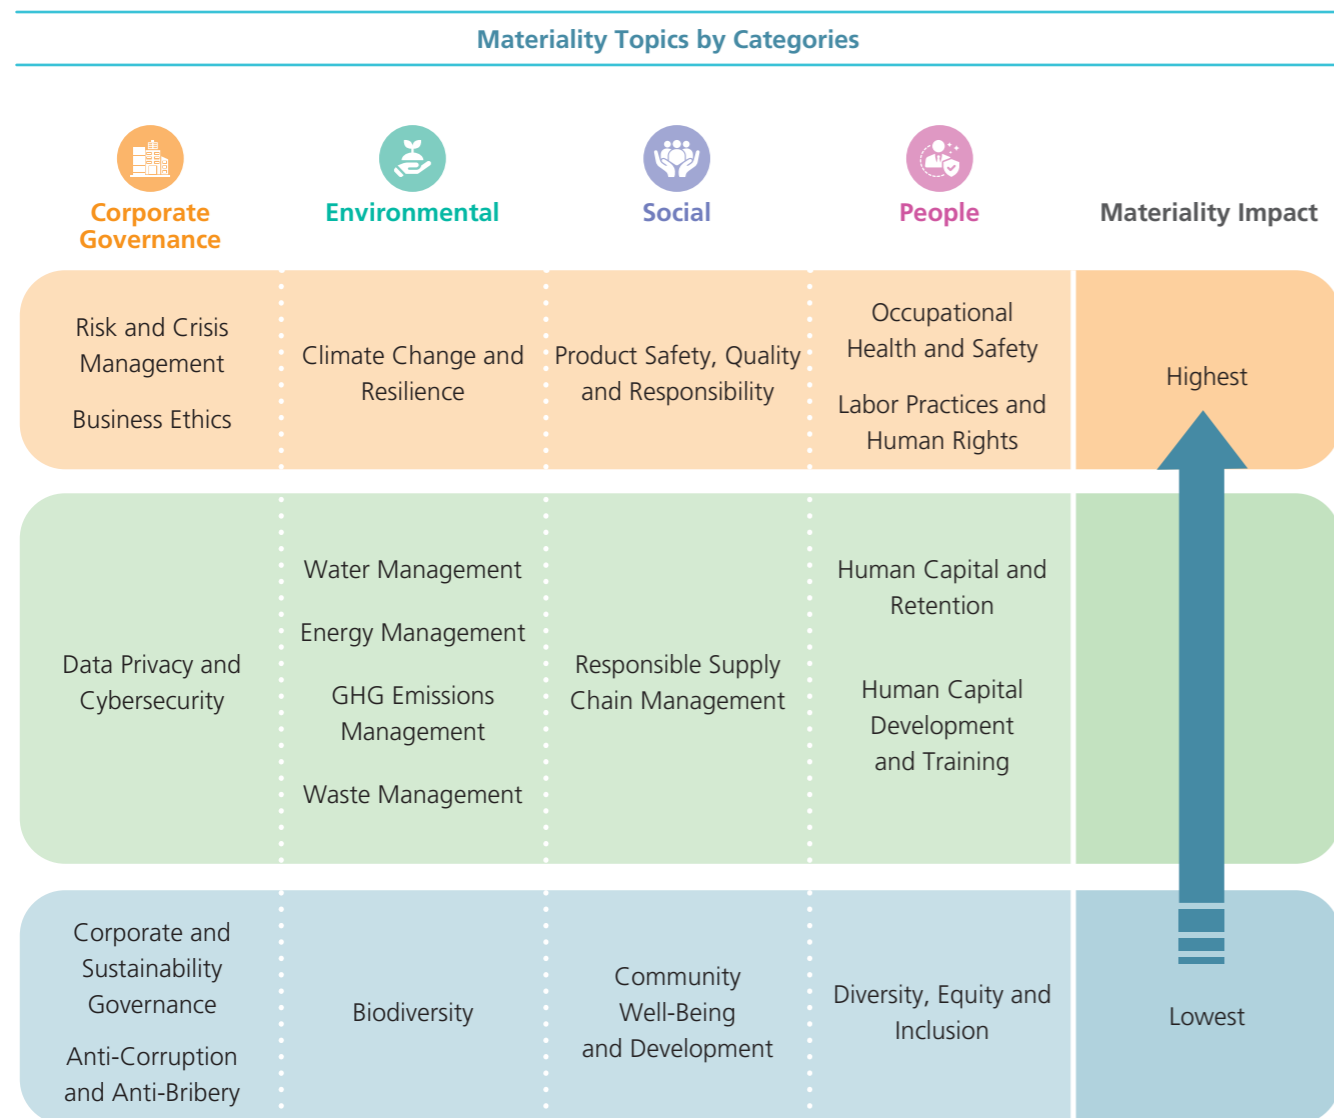 Materiality Topics by Categories
Corporate
Governance
Environmental
Social
People
Materiality Impact
Risk and Crisis
Management
Business Ethics
Climate Change and
Resilience
Product Safety, Quality
and Responsibility
Occupational
Health and Safety
Labor Practices and
Human Rights
Highest
Data Privacy and
Cybersecurity
Water Management
Energy Management
GHG Emissions
Management
Waste Management
Responsible Supply
Chain Management
Human Capital and
Retention
Human Capital
Development
and Training
Corporate and
Sustainability
Governance
Anti-Corruption
and Anti-Bribery
Biodiversity
Community
Well-Being
and Development
Diversity, Equity and
Inclusion
Lowest